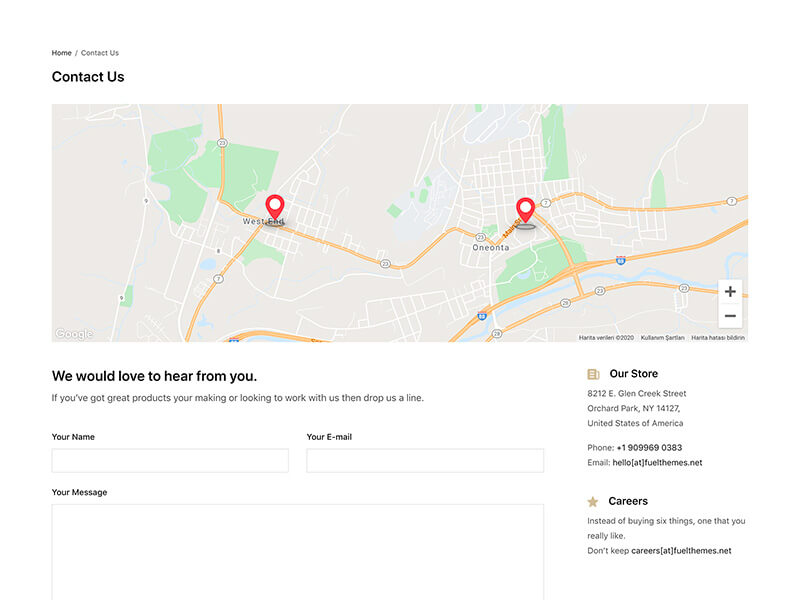 Home / Contact Us
Contact Us
23
9
West End
7
Main St
7
23
Oneonta
8
23
88
7
23
23
9
28
88
28
Google
Harita verileri ©2020 Kullanım Şartları Harita hatası bildirin
We would love to hear from you.
If you've got great products your making or looking to work with us then drop us a line.
Your Name
Your E-mail
Your Message
Our Store
8212 E. Glen Creek Street
Orchard Park, NY 14127,
United States of America
Phone: +1 909969 0383
Email: hello[at]fuelthemes.net
Careers
Instead of buying six things, one that you
really like.
Don't keep careers[at]fuelthemes.net